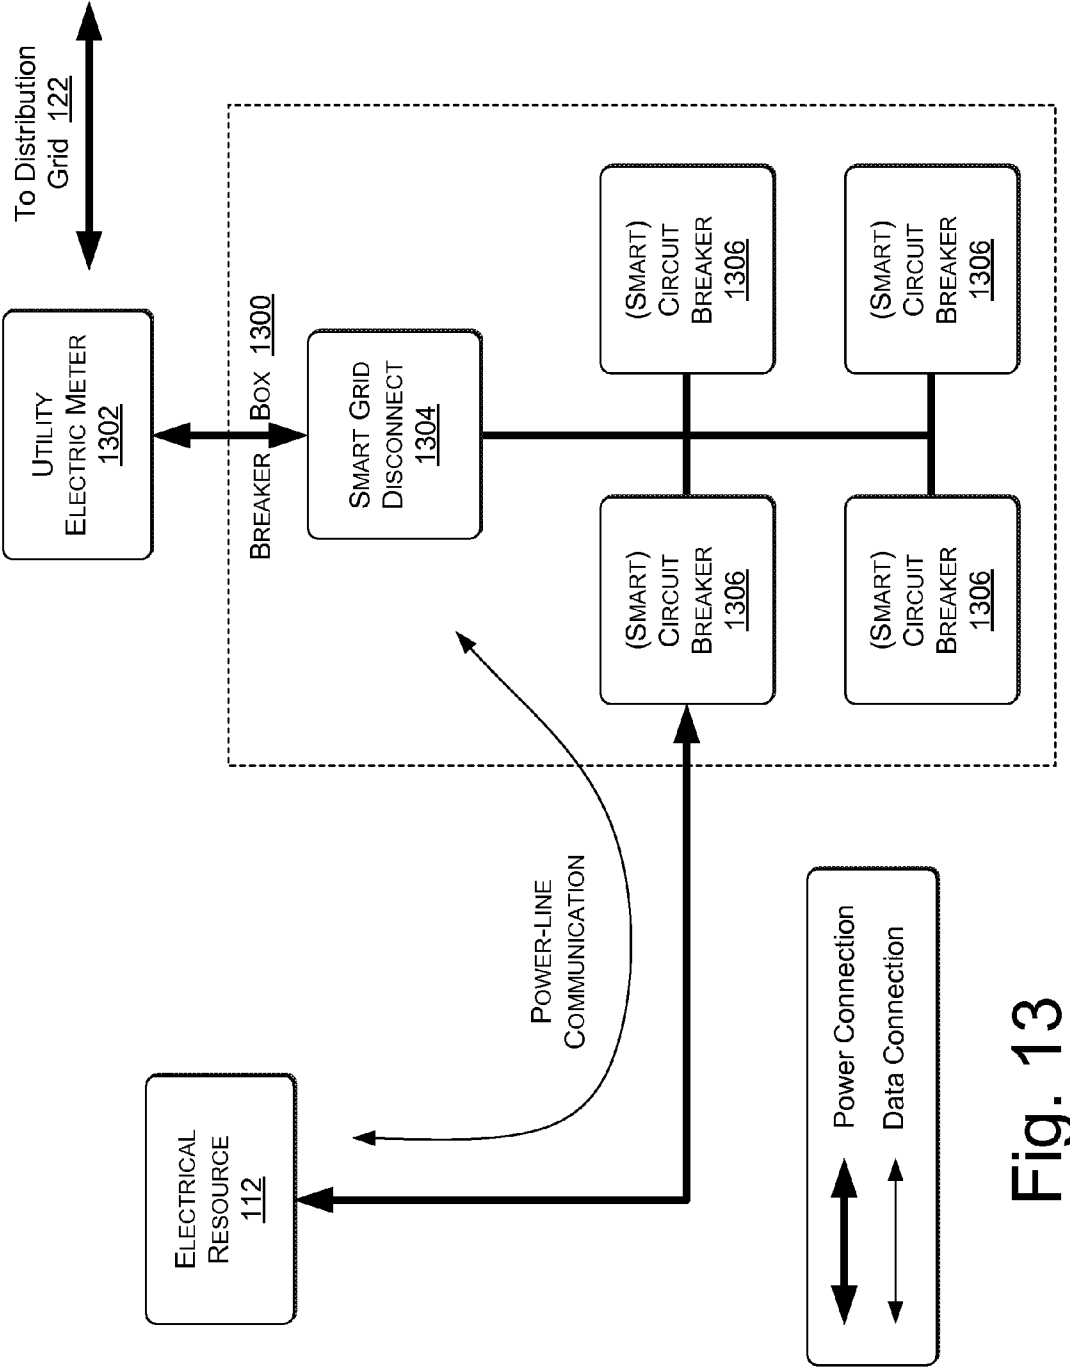 To Distribution
Grid 122
UTILITY
ELECTRIC METER
1302
BREAKER BOX 1300
SMART GRID
DISCONNECT
1304
(SMART)
CIRCUIT
BREAKER
1306
(SMART)
CIRCUIT
BREAKER
1306
(SMART)
CIRCUIT
BREAKER
1306
(SMART)
CIRCUIT
BREAKER
1306
POWER-LINE
COMMUNICATION
ELECTRICAL
RESOURCE
112
Power Connection
Data Connection
Fig. 13